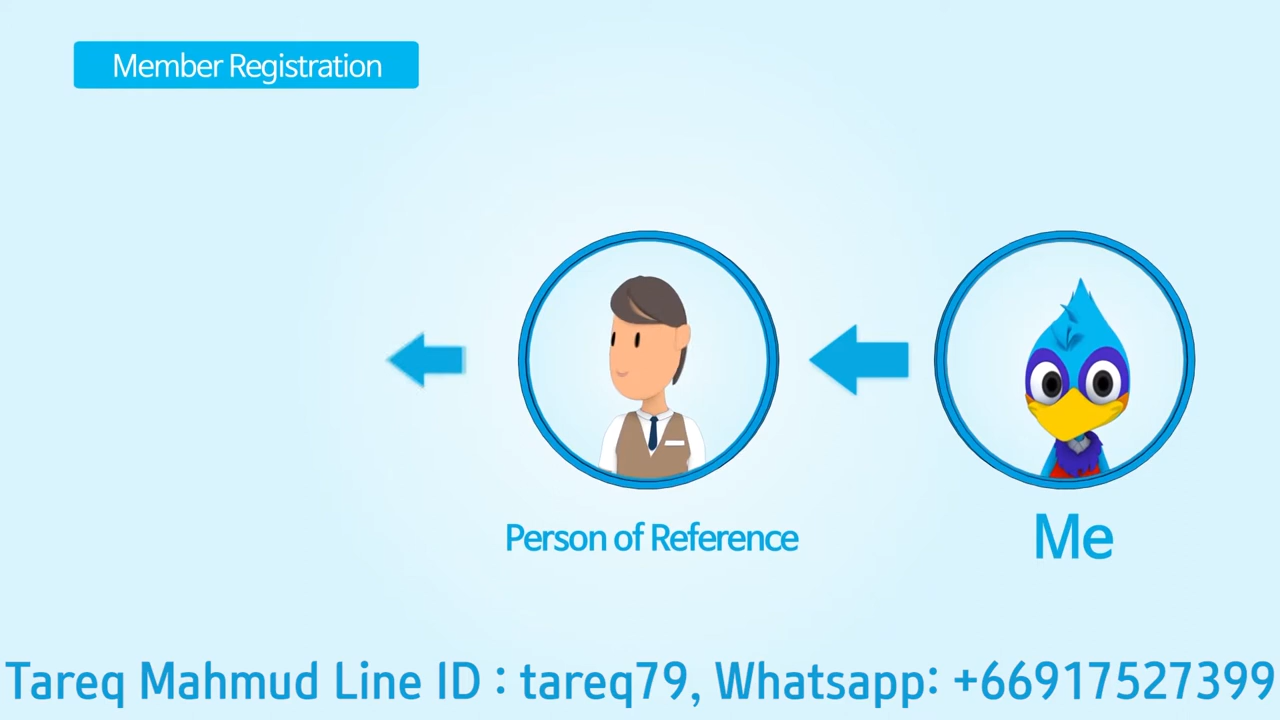 Member Registration
Person of Reference
Me
Tareq Mahmud Line ID : tareq79, Whatsapp: +66917527399